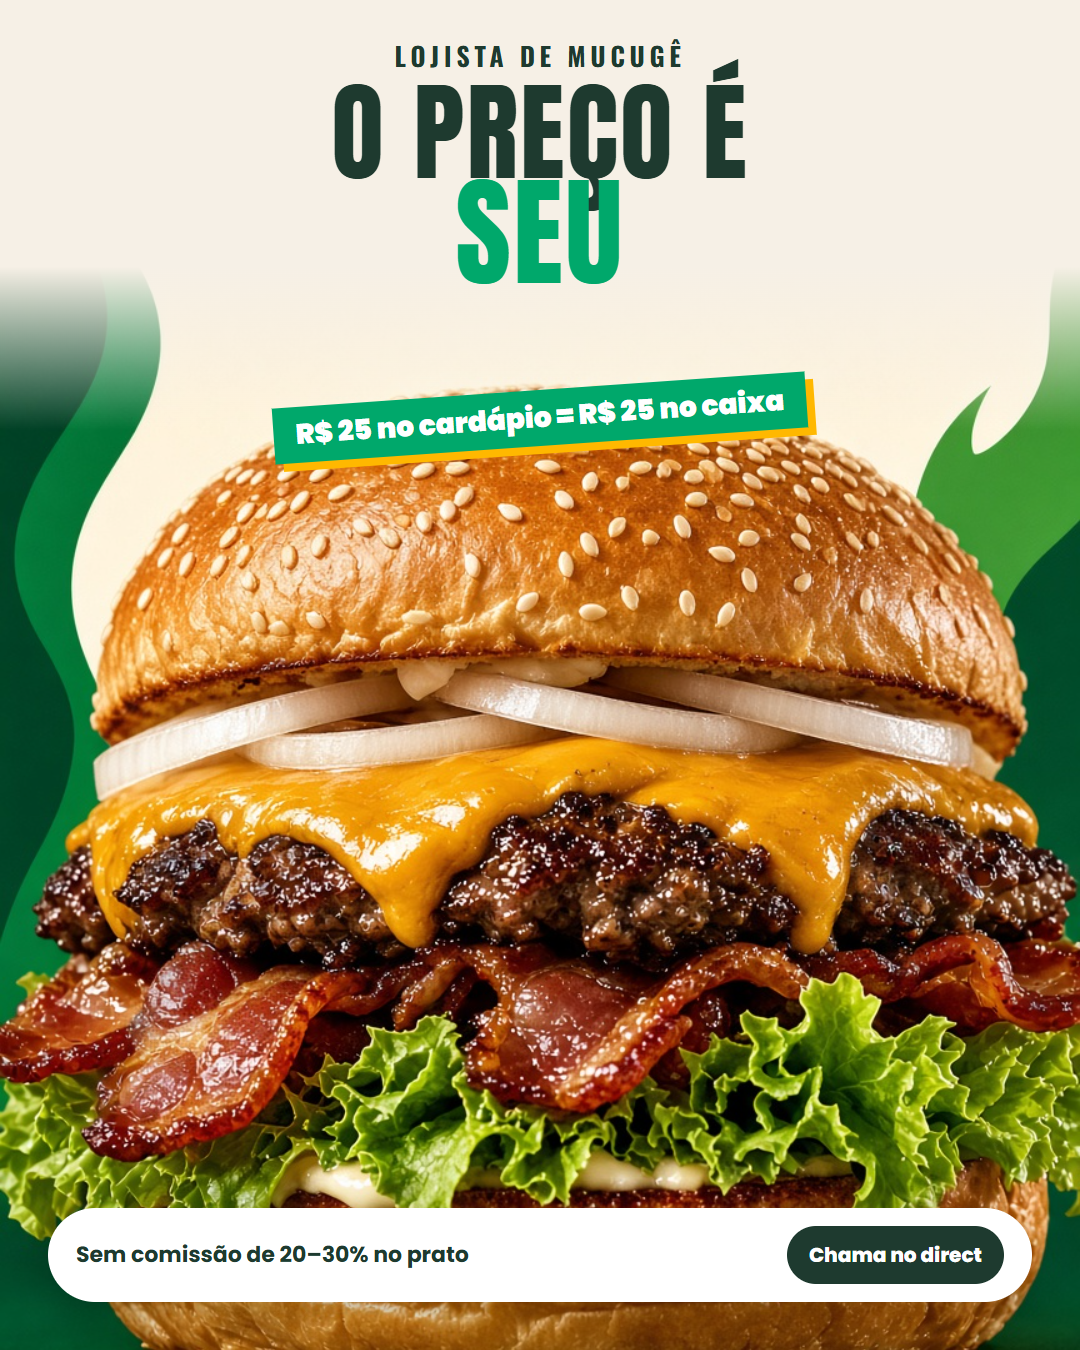 LOJISTA DE MUCUGÊ
O PREÇO É
SEU
R$ 25 no cardápio = R$ 25 no caixa
Sem comissão de 20–30% no prato
Chama no direct